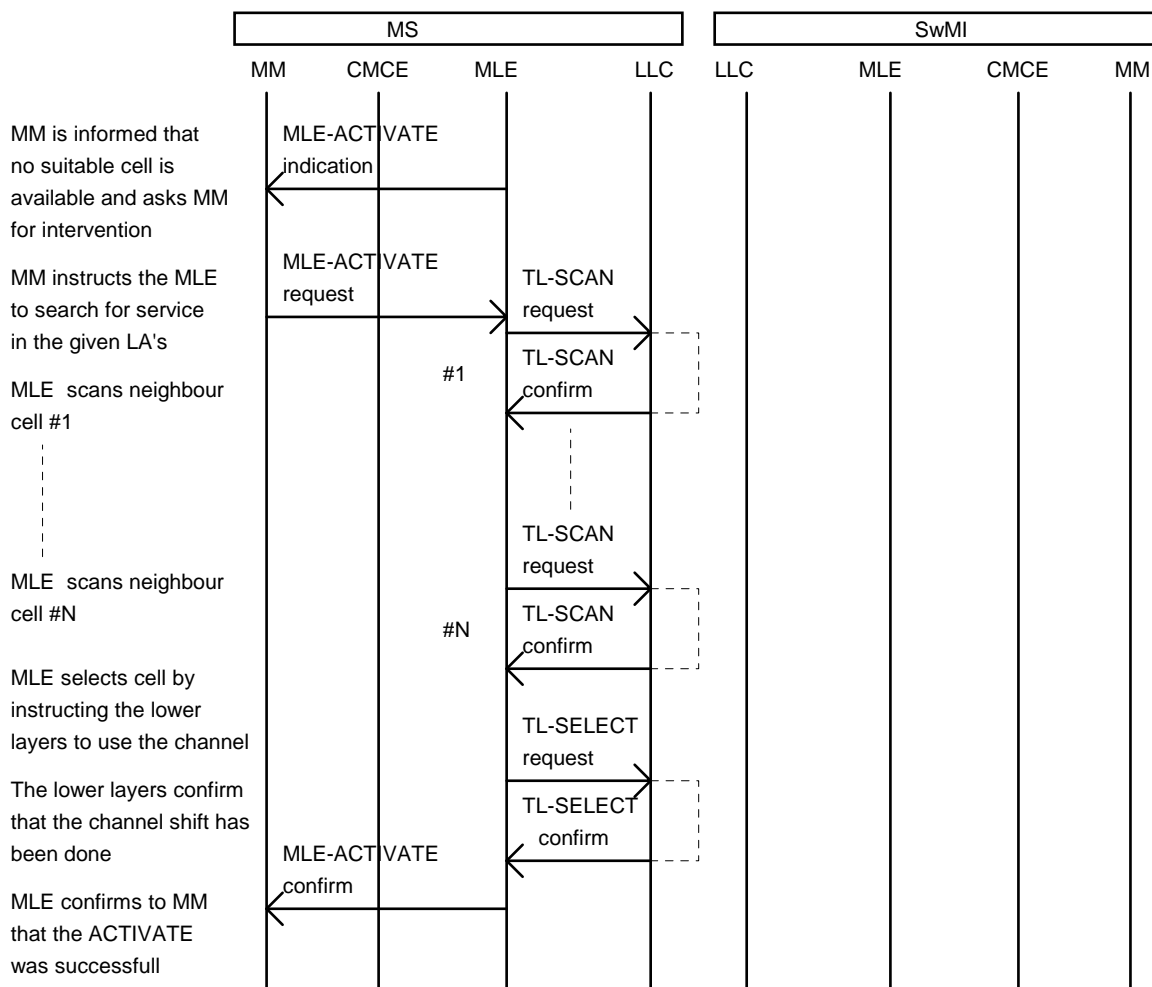 MS
SwMI
MM
CMCE
MLE
LLC
LLC
MLE
CMCE
MM
MM is informed that
no suitable cell is
available and asks MM
for intervention
MLE-ACTIVATE
indication
MM instructs the MLE
to search for service
in the given LA's
MLE-ACTIVATE
request
TL-SCAN
request
#1
TL-SCAN
confirm
MLE scans neighbour
cell #1
TL-SCAN
request
MLE scans neighbour
cell #N
#N
TL-SCAN
confirm
MLE selects cell by
instructing the lower
layers to use the channel
TL-SELECT
request
The lower layers confirm
that the channel shift has
been done
TL-SELECT
confirm
MLE-ACTIVATE
confirm
MLE confirms to MM
that the ACTIVATE
was successfull